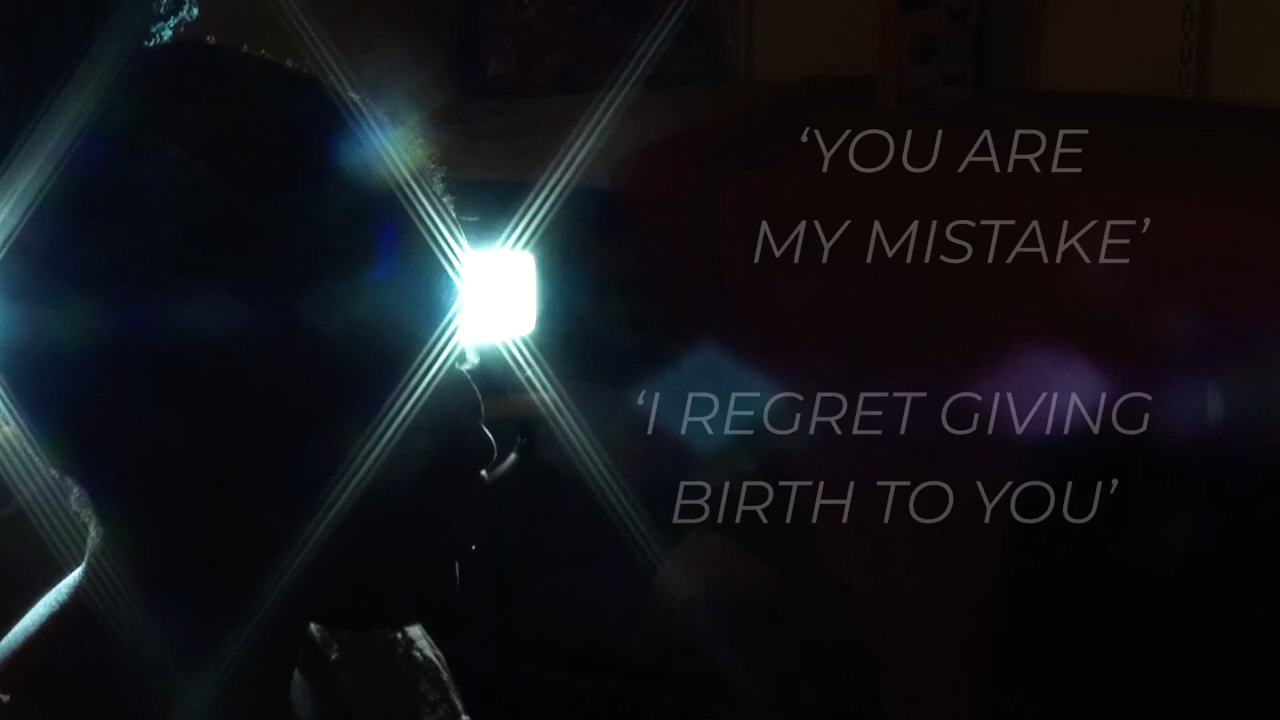 ‘YOU ARE
MY MISTAKE’
‘I REGRET GIVING
BIRTH TO YOU’